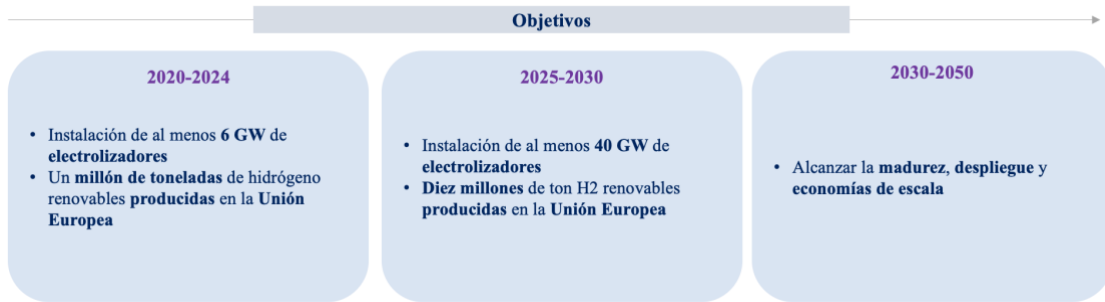 Objetivos
2020-2024
• Instalación de al menos 6 GW de
electrolizadores
• Un millón de toneladas de hidrógeno
renovables producidas en la Unión
Europea
2025-2030
• Instalación de al menos 40 GW de
electrolizadores
• Diez millones de ton H2 renovables
producidas en la Unión Europea
2030-2050
• Alcanzar la madurez, despliegue y
economías de escala